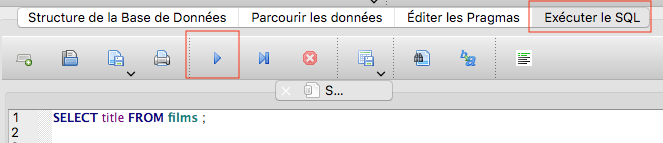 Structure de la Base de Données Parcourir les données Éditer les Pragmas Exécuter le SQL
S...
1 SELECT title FROM films ;
2